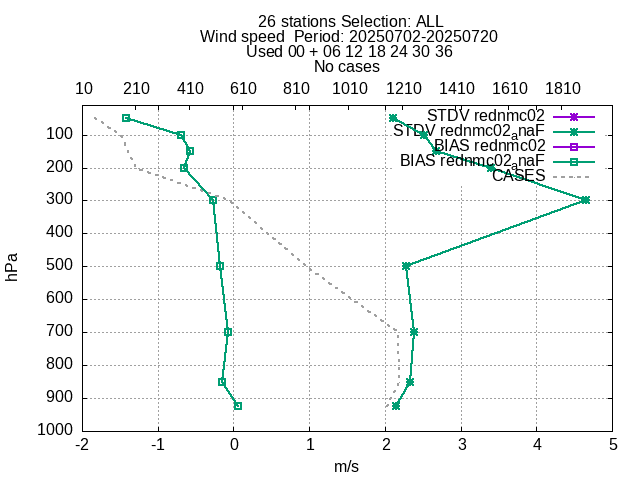 26 stations Selection: ALL
Wind speed  Period: 20250702-20250720
Used 00 + 06 12 18 24 30 36
No cases
10 210 410 610 810 1010 1210 1410 1610 1810
STDV rednmc02
STDV rednmc02anaF
BIAS rednmc02
BIAS rednmc02anaF
CASES
100
200
300
400
500
600
700
800
900
1000
hPa
-2 -1 0 1 2 3 4 5
m/s